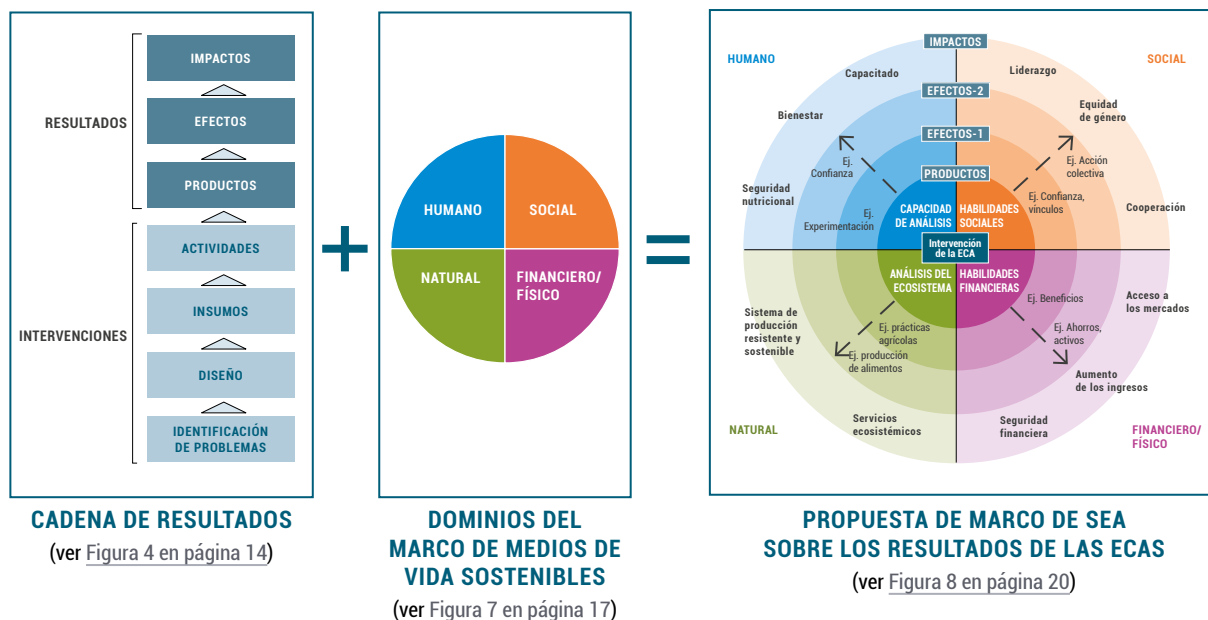 RESULTADOS
IMPACTOS
EFECTOS
PRODUCTOS
INTERVENCIONES
ACTIVIDADES
INSUMOS
DISEÑO
IDENTIFICACIÓN
DE PROBLEMAS
CADENA DE RESULTADOS
(ver Figura 4 en página 14)
+
HUMANO
SOCIAL
NATURAL
FINANCIERO/
FÍSICO
DOMINIOS DEL
MARCO DE MEDIOS DE
VIDA SOSTENIBLES
(ver Figura 7 en página 17)
=
IMPACTOS
HUMANO
SOCIAL
Capacitado
Liderazgo
EFECTOS-2
Bienestar
Equidad
de género
EFECTOS-1
Ej.
Confianza
Ej. Acción
colectiva
PRODUCTOS
Seguridad
nutricional
Ej.
Experimentación
CAPACIDAD
DE ANÁLISIS
HABILIDADES
SOCIALES
Ej. Confianza,
vínculos
Cooperación
Intervención
de la ECA
ANÁLISIS DEL
ECOSISTEMA
HABILIDADES
FINANCIERAS
Ej. Beneficios
Acceso a
los mercados
Sistema de
producción
resistente y
sostenible
Ej. prácticas
agrícolas
Ej. producción
de alimentos
Ej. Ahorros,
activos
Aumento
de los ingresos
Servicios
ecosistémicos
Seguridad
financiera
NATURAL
FINANCIERO/
FÍSICO
PROPUESTA DE MARCO DE SEA
SOBRE LOS RESULTADOS DE LAS ECAS
(ver Figura 8 en página 20)